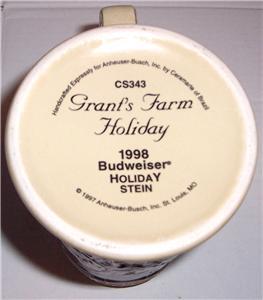 Handcrafted Expressly for Anheuser-Busch, Inc. by Ceramarte of Brazil
CS343
Grant's Farm
Holiday
1998
Budweiser®
HOLIDAY
STEIN
© 1997 Anheuser-Busch, Inc. St. Louis, MO